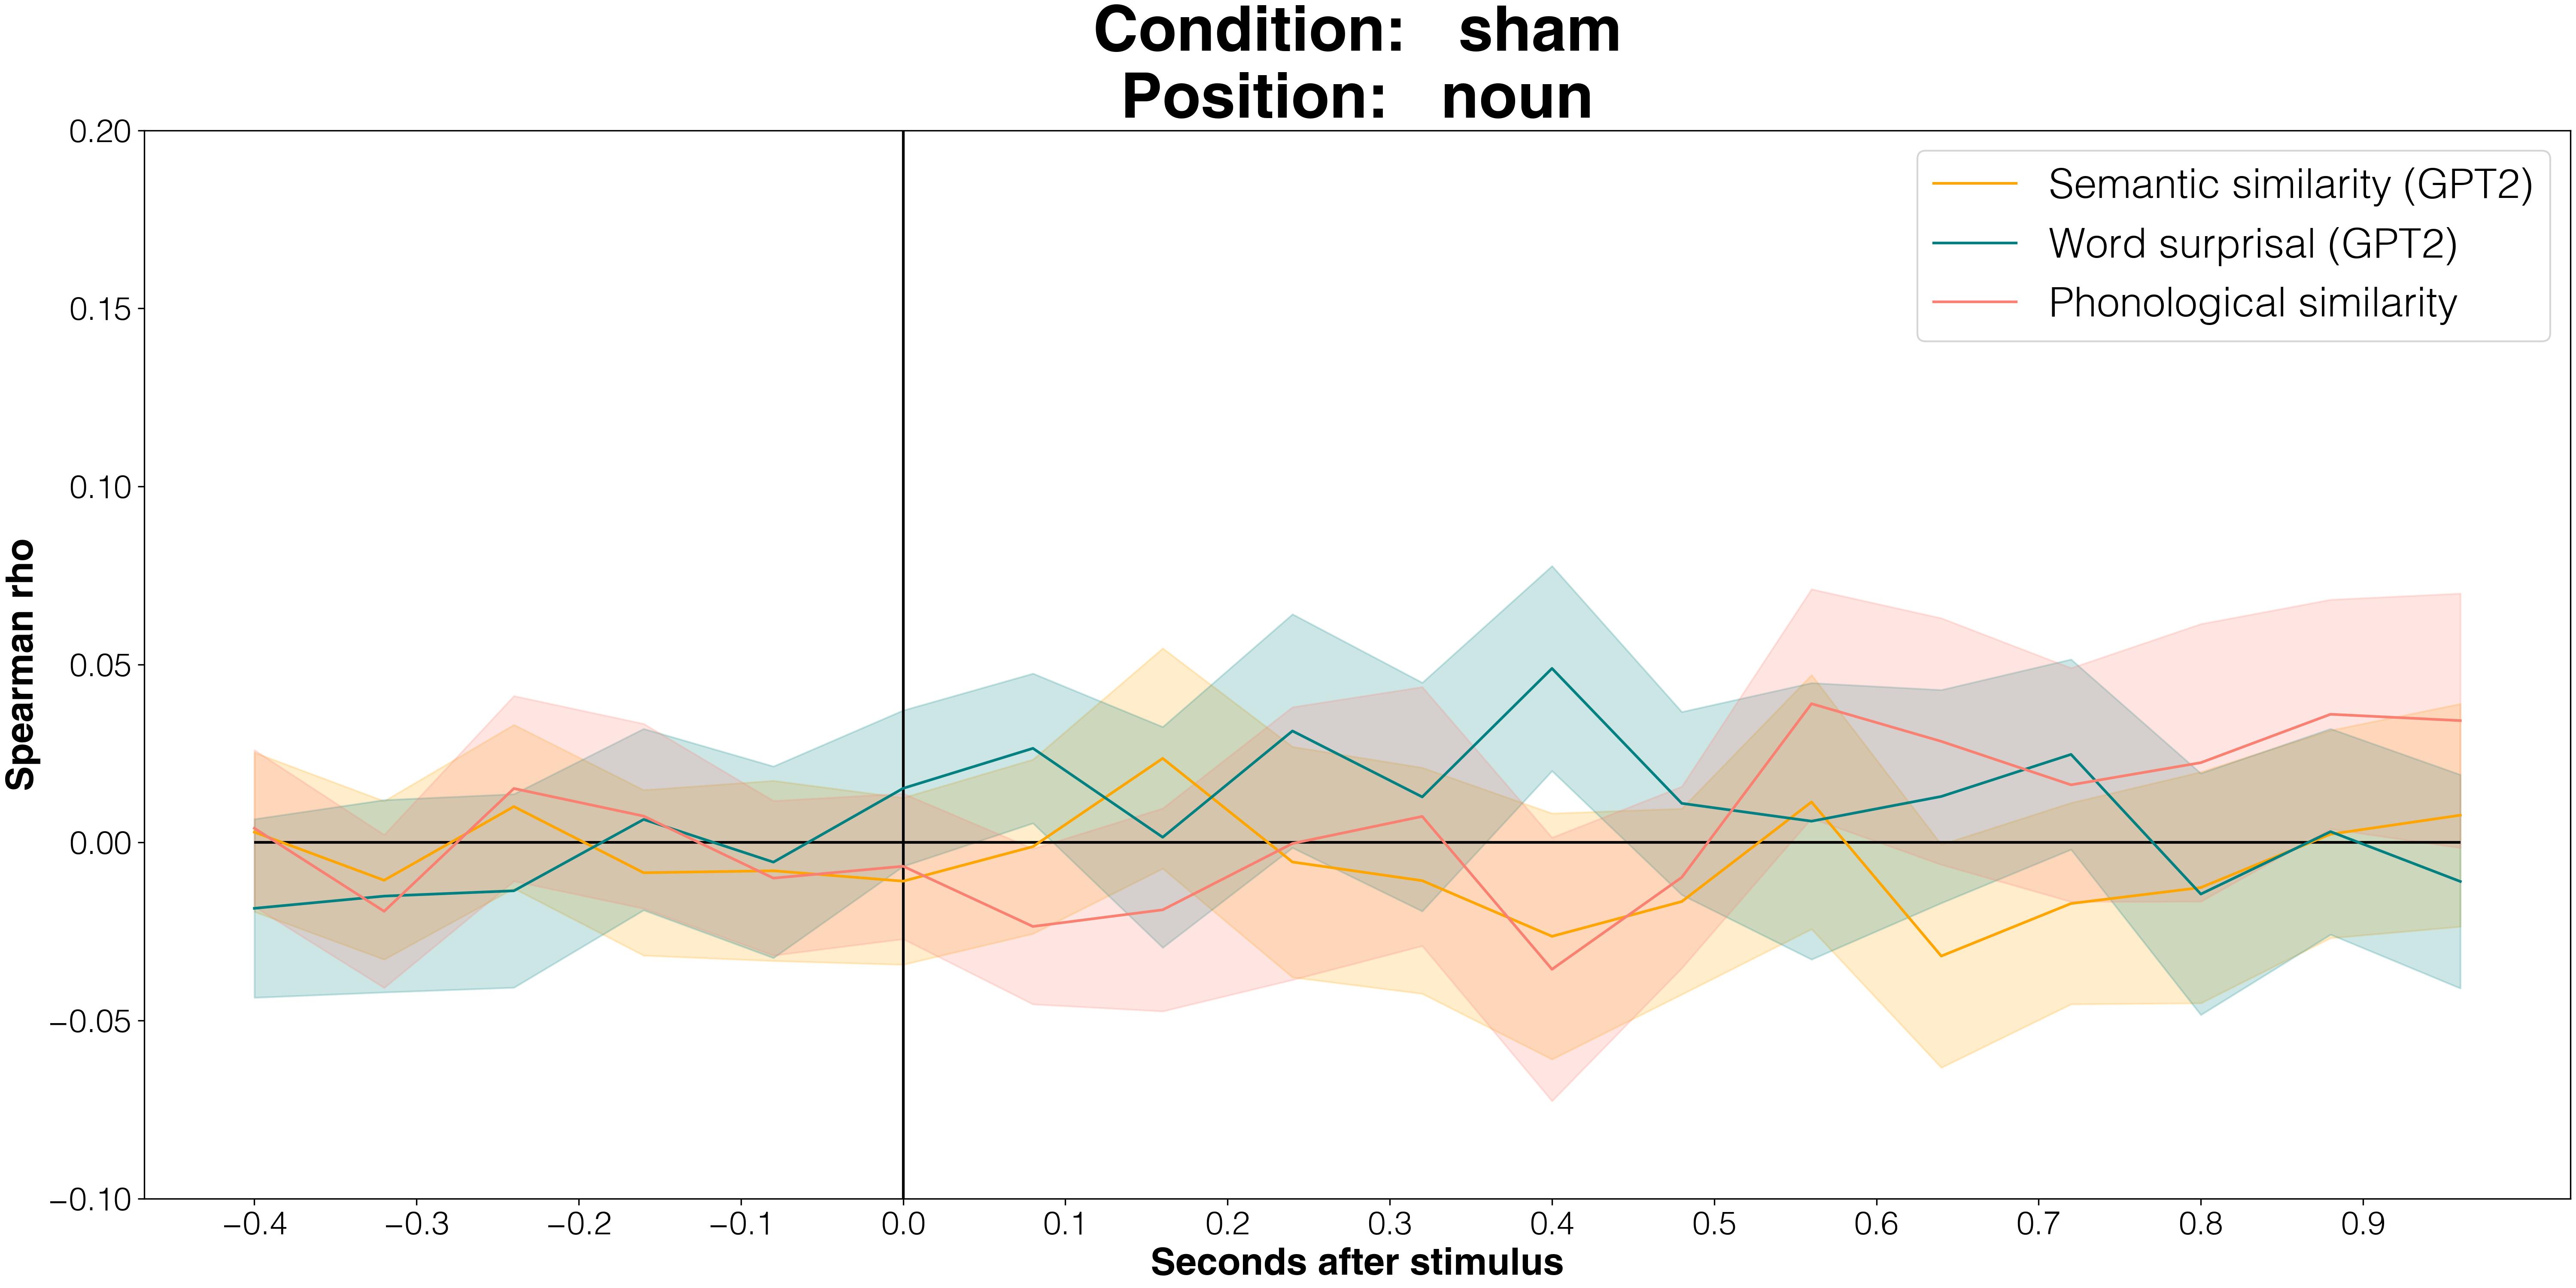 Condition: sham
Position: noun
0.20
0.15
0.10
0.05
0.00
−0.05
−0.10
Spearman rho
Semantic similarity (GPT2)
Word surprisal (GPT2)
Phonological similarity
−0.4 −0.3 −0.2 −0.1 0.0 0.1 0.2 0.3 0.4 0.5 0.6 0.7 0.8 0.9
Seconds after stimulus